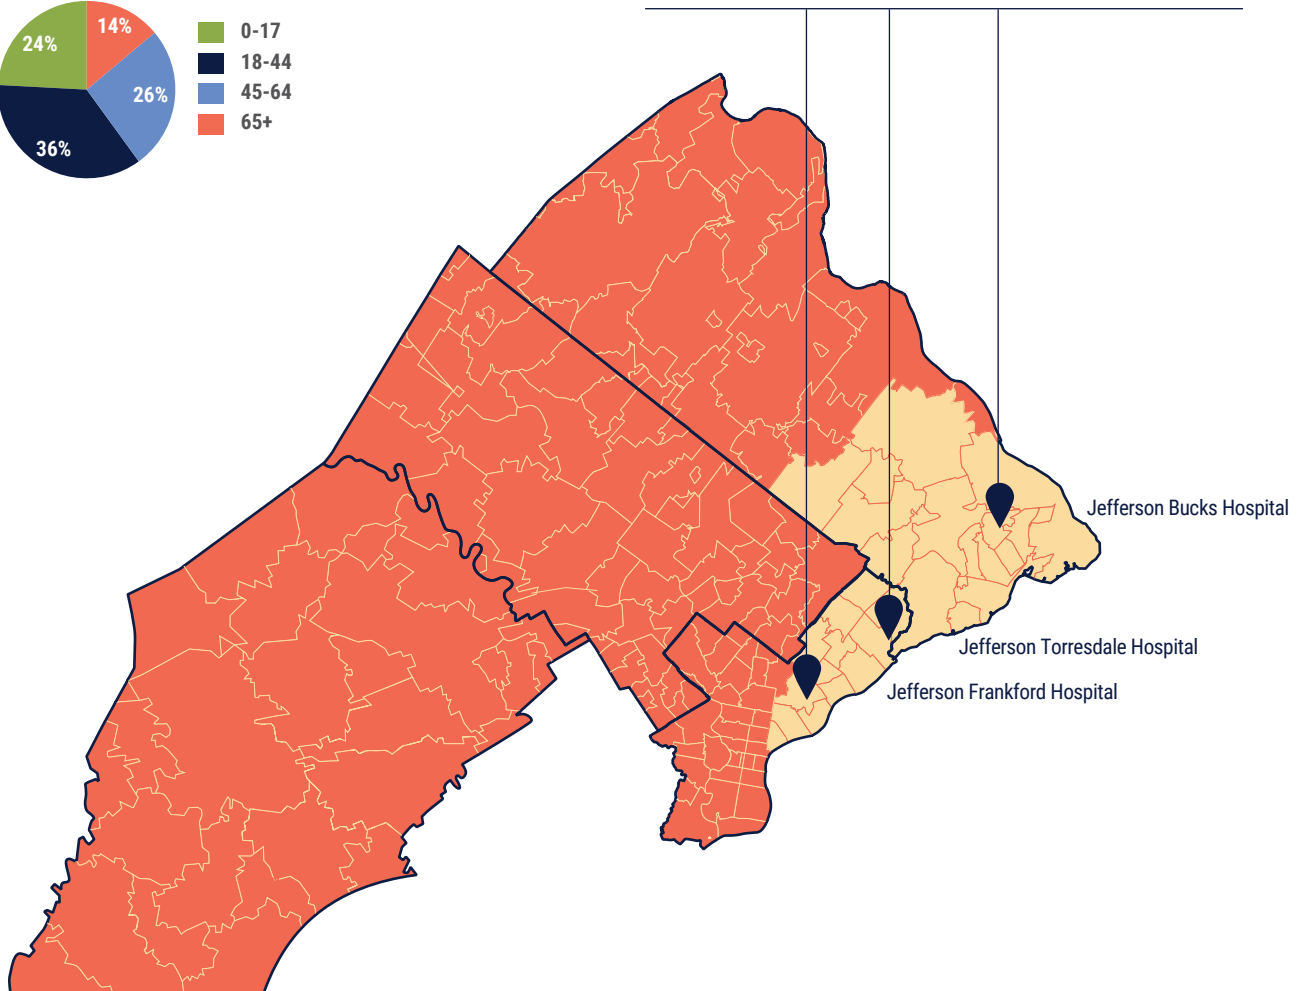 14%
24%
26%
36%
0-17
18-44
45-64
65+
Jefferson Bucks Hospital
Jefferson Torresdale Hospital
Jefferson Frankford Hospital